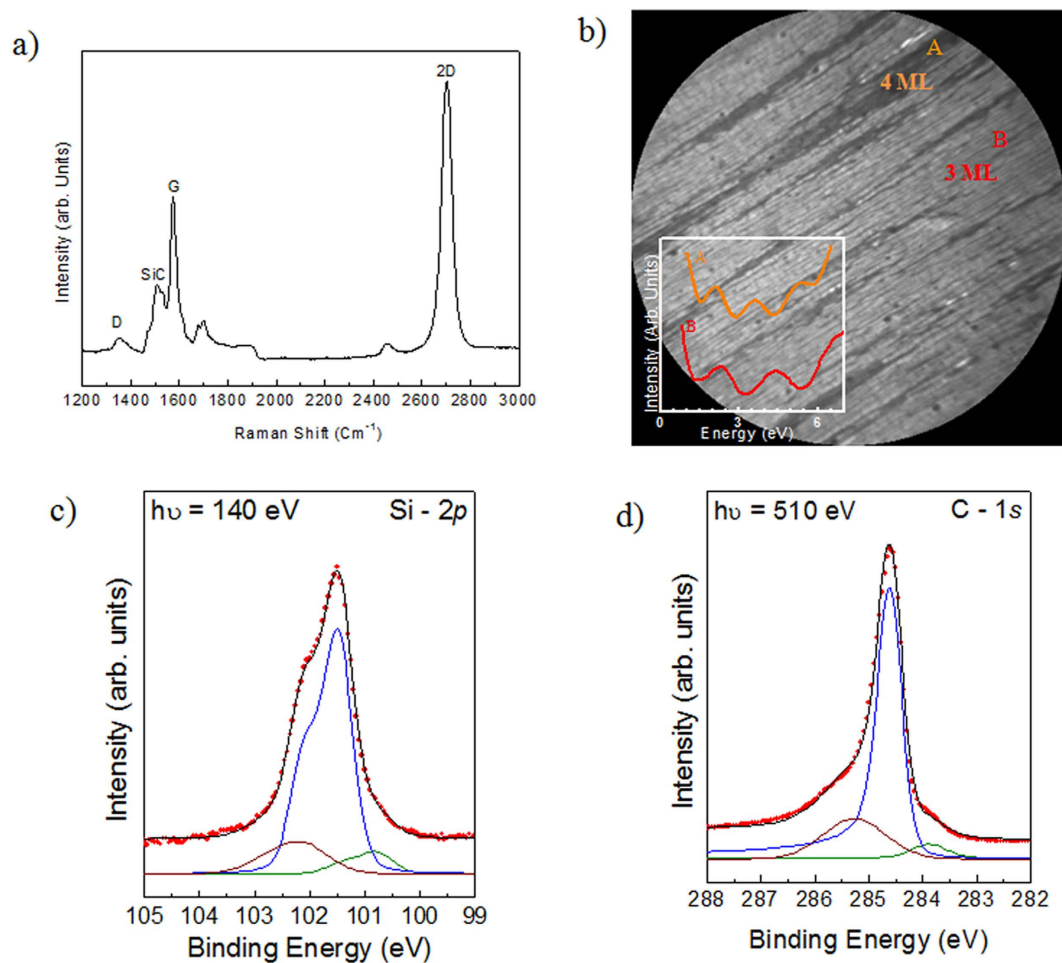 a)
Intensity (arb. Units)
D
SiC
G
2D
1200 1400 1600 1800 2000 2200 2400 2600 2800 3000
Raman Shift (Cm-1)
b)
A
4 ML
B
3 ML
Intensity (Arb. Units)
A
B
0 3 6
Energy (eV)
c)
hυ = 140 eV Si - 2p
Intensity (arb. units)
105 104 103 102 101 100 99
Binding Energy (eV)
d)
hυ = 510 eV C - 1s
Intensity (arb. units)
288 287 286 285 284 283 282
Binding Energy (eV)